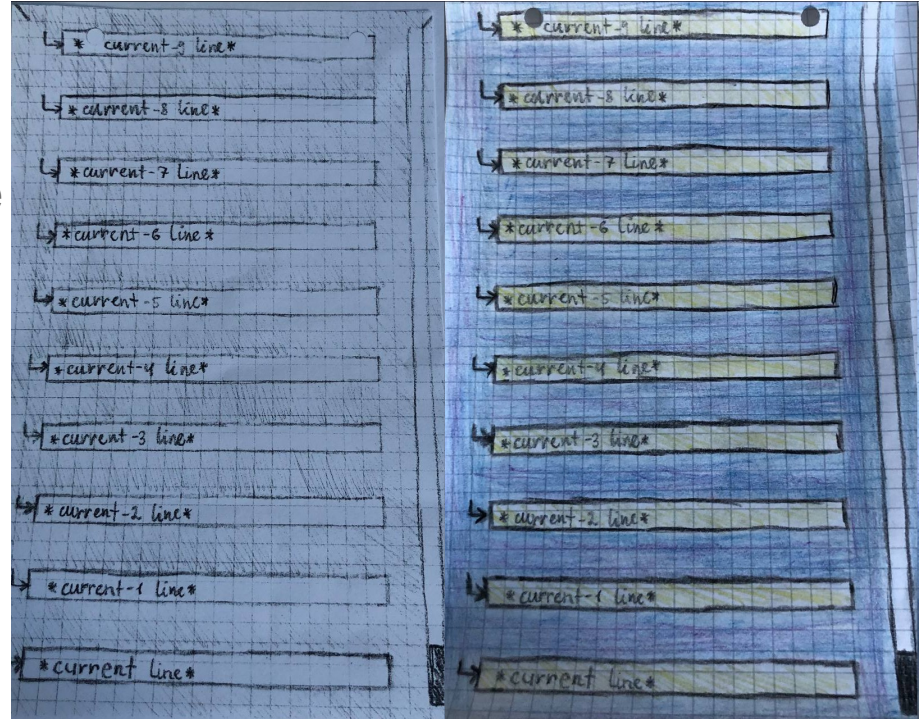 *current-9 line*
*current-8 line*
*current-7 line*
*current-6 line*
*current-5 line*
*current-4 line*
*current-3 line*
*current-2 line*
*current-1 line*
*current line*
*current-9 line*
*current-8 line*
*current-7 line*
*current-6 line*
*current-5 line*
*current-4 line*
*current-3 line*
*current-2 line*
*current-1 line*
*current line*